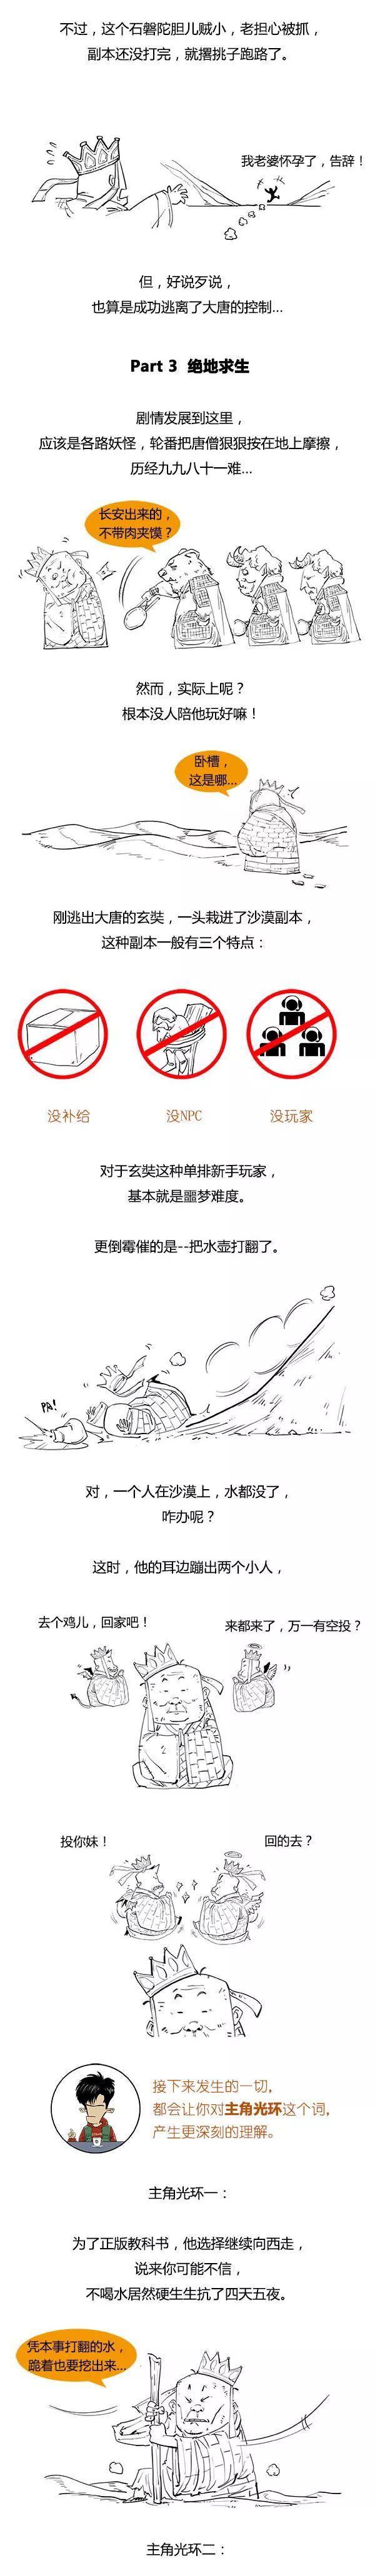 不过，这个石磐陀胆儿贼小，老担心被抓，
副本还没打完，就撂挑子跑路了。
我老婆怀孕了，告辞！
但，好说歹说，
也算是成功逃离了大唐的控制...
Part 3 绝地求生
剧情发展到这里，
应该是各路妖怪，轮番把唐僧狠狠按在地上摩擦，
历经九九八十一难...
长安出来的，
不带肉夹馍？
然而，实际上呢？
根本没人陪他玩好嘛！
卧槽，
这是哪...
刚逃出大唐的玄奘，一头栽进了沙漠副本，
这种副本一般有三个特点：
没补给
没NPC
没玩家
对于玄奘这种单排新手玩家，
基本就是噩梦难度。
更倒霉催的是--把水壶打翻了。
PA!
对，一个人在沙漠上，水都没了，
咋办呢？
这时，他的耳边蹦出两个小人，
去个鸡儿，回家吧！
来都来了，万一有空投？
投你妹！
回的去？
接下来发生的一切，
都会让你对主角光环这个词，
产生更深刻的理解。
主角光环一：
为了正版教科书，他选择继续向西走，
说来你可能不信，
不喝水居然硬生生抗了四天五夜。
凭本事打翻的水，
跪着也要挖出来...
主角光环二：